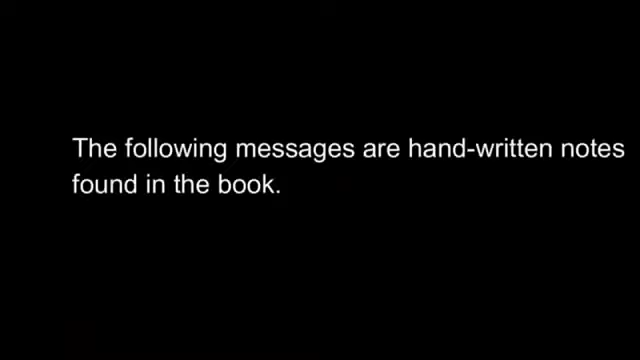 The following messages are hand-written notes
found in the book.